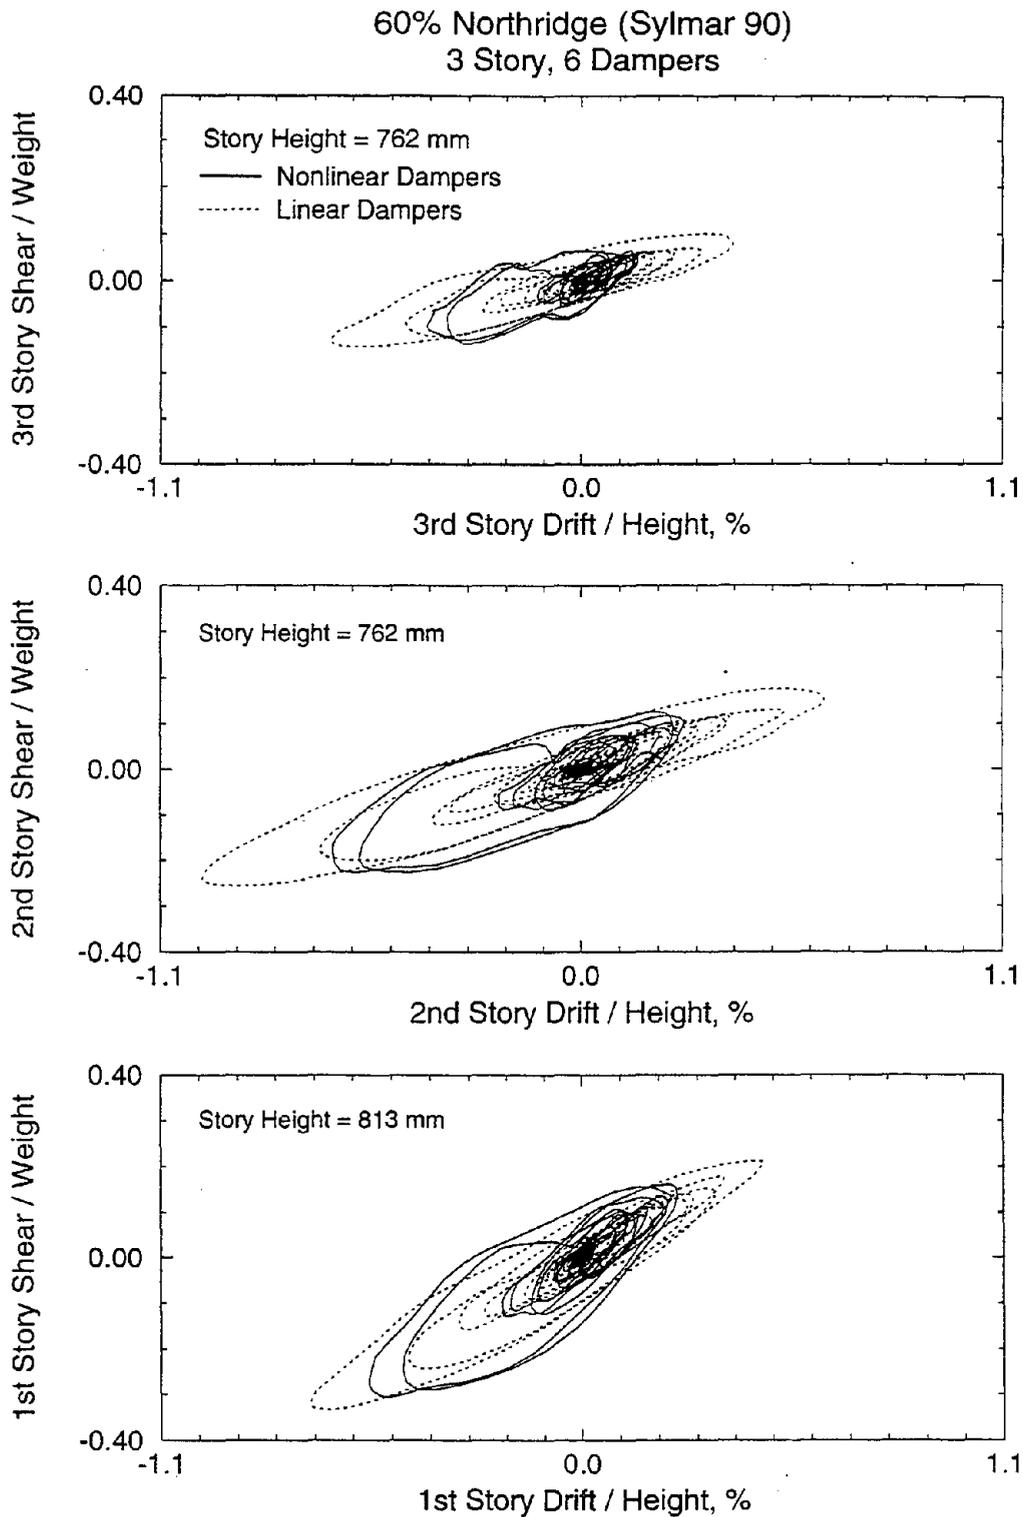 60% Northridge (Sylmar 90)
3 Story, 6 Dampers
3rd Story Shear / Weight
0.40
0.00
-0.40
Story Height = 762 mm
Nonlinear Dampers
Linear Dampers
-1.1
0.0
1.1
3rd Story Drift / Height, %
2nd Story Shear / Weight
0.40
0.00
-0.40
Story Height = 762 mm
-1.1
0.0
1.1
2nd Story Drift / Height, %
1st Story Shear / Weight
0.40
0.00
-0.40
Story Height = 813 mm
-1.1
0.0
1.1
1st Story Drift / Height, %